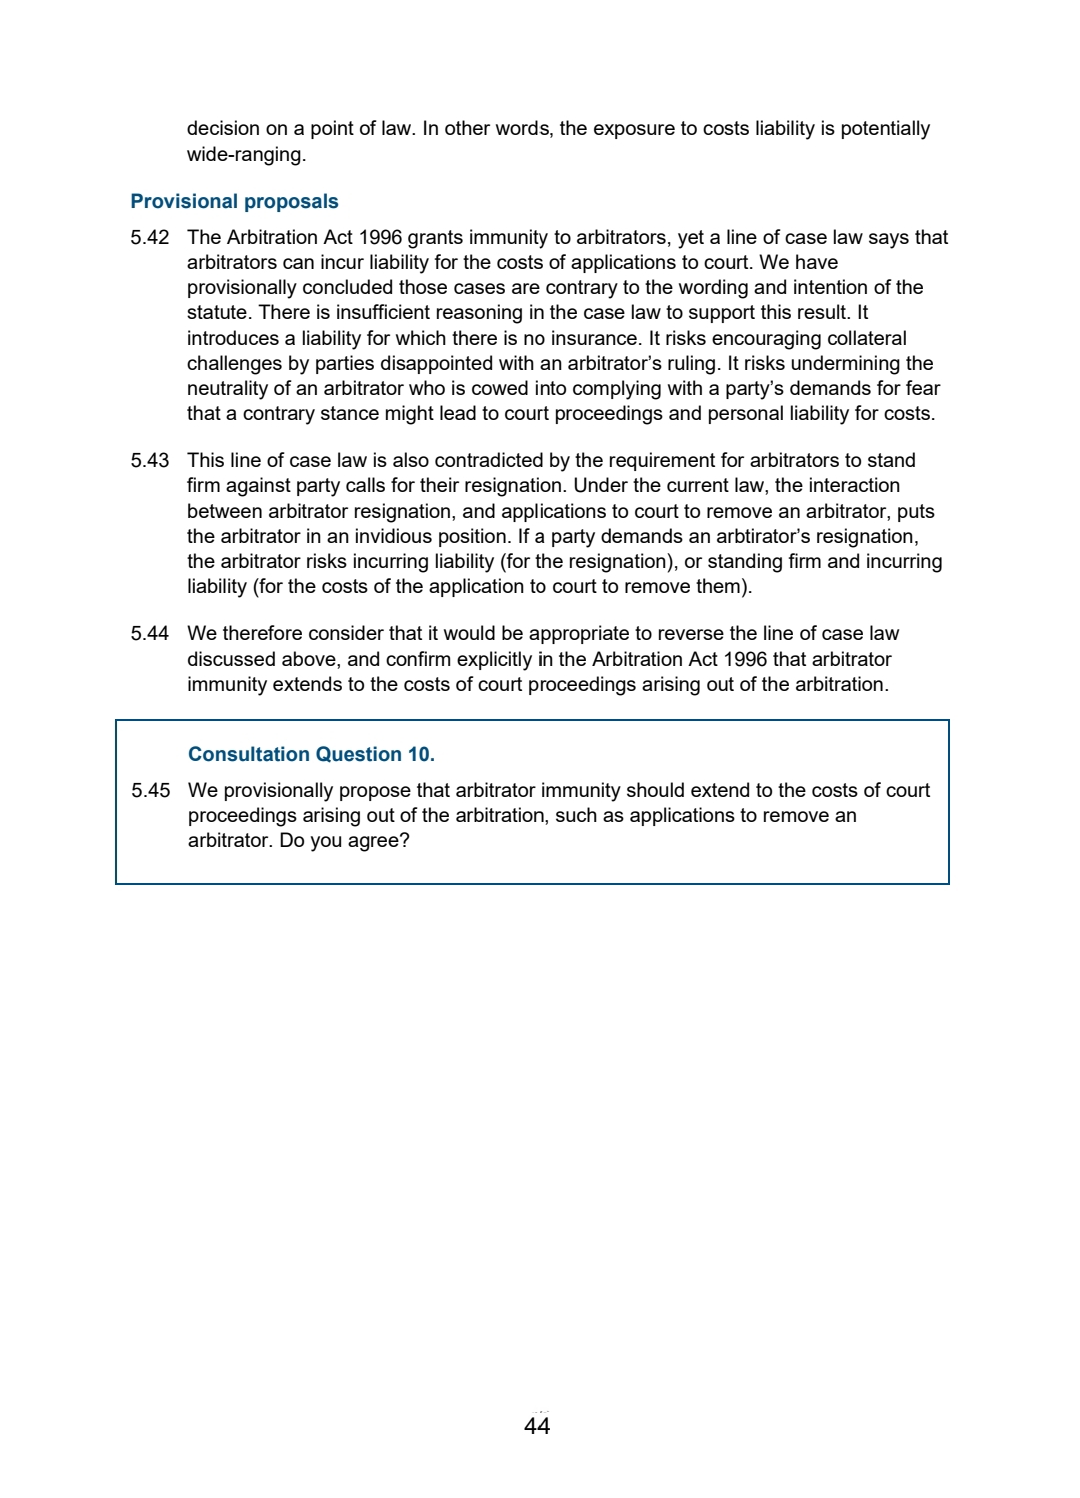 decision on a point of law. In other words, the exposure to costs liability is potentially
wide-ranging.
Provisional proposals
5.42 The Arbitration Act 1996 grants immunity to arbitrators, yet a line of case law says that
arbitrators can incur liability for the costs of applications to court. We have
provisionally concluded those cases are contrary to the wording and intention of the
statute. There is insufficient reasoning in the case law to support this result. It
introduces a liability for which there is no insurance. It risks encouraging collateral
challenges by parties disappointed with an arbitrator’s ruling. It risks undermining the
neutrality of an arbitrator who is cowed into complying with a party’s demands for fear
that a contrary stance might lead to court proceedings and personal liability for costs.
5.43 This line of case law is also contradicted by the requirement for arbitrators to stand
firm against party calls for their resignation. Under the current law, the interaction
between arbitrator resignation, and applications to court to remove an arbitrator, puts
the arbitrator in an invidious position. If a party demands an arbtirator’s resignation,
the arbitrator risks incurring liability (for the resignation), or standing firm and incurring
liability (for the costs of the application to court to remove them).
5.44 We therefore consider that it would be appropriate to reverse the line of case law
discussed above, and confirm explicitly in the Arbitration Act 1996 that arbitrator
immunity extends to the costs of court proceedings arising out of the arbitration.
Consultation Question 10.
5.45 We provisionally propose that arbitrator immunity should extend to the costs of court
proceedings arising out of the arbitration, such as applications to remove an
arbitrator. Do you agree?
44